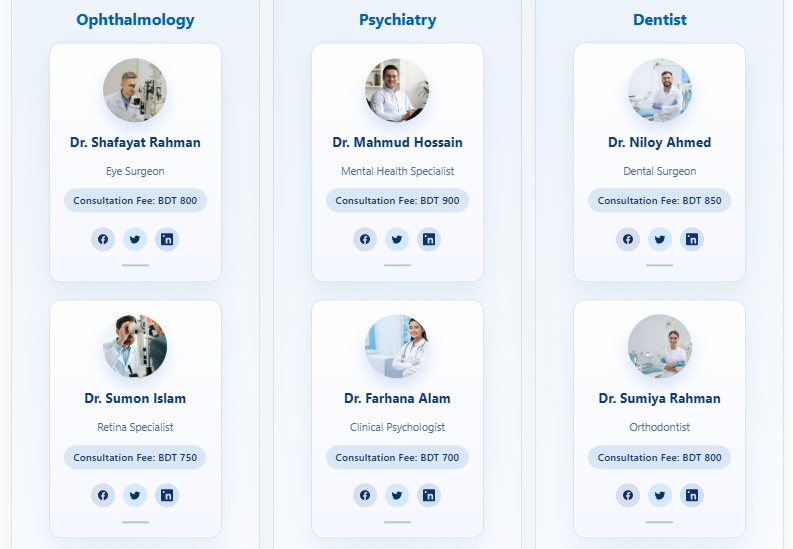 Ophthalmology
Dr. Shafayat Rahman
Eye Surgeon
Consultation Fee: BDT 800
Dr. Sumon Islam
Retina Specialist
Consultation Fee: BDT 750
Psychiatry
Dr. Mahmud Hossain
Mental Health Specialist
Consultation Fee: BDT 900
Dr. Farhana Alam
Clinical Psychologist
Consultation Fee: BDT 700
Dentist
Dr. Niloy Ahmed
Dental Surgeon
Consultation Fee: BDT 850
Dr. Sumiya Rahman
Orthodontist
Consultation Fee: BDT 800